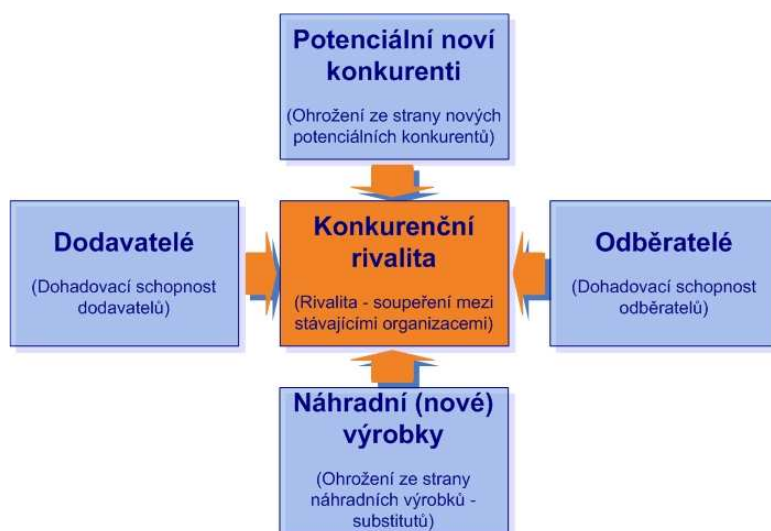 Potenciální noví
konkurenti
(Ohrožení ze strany nových
potenciálních konkurentů)
Dodavatelé
(Dohadovací schopnost
dodavatelů)
Konkurenční
rivalita
(Rivalita - soupeření mezi
stávajícími organizacemi)
Odběratelé
(Dohadovací schopnost
odběratelů)
Náhradní (nové)
výrobky
(Ohrožení ze strany
náhradních výrobků -
substitutů)